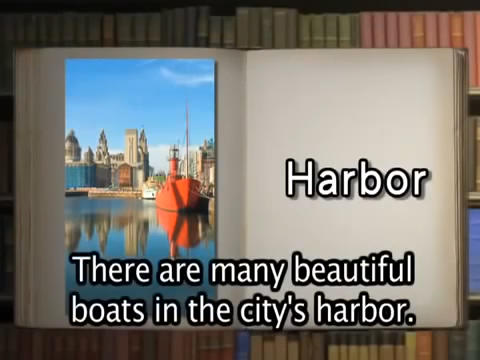 Harbor
There are many beautiful
boats in the city's harbor.